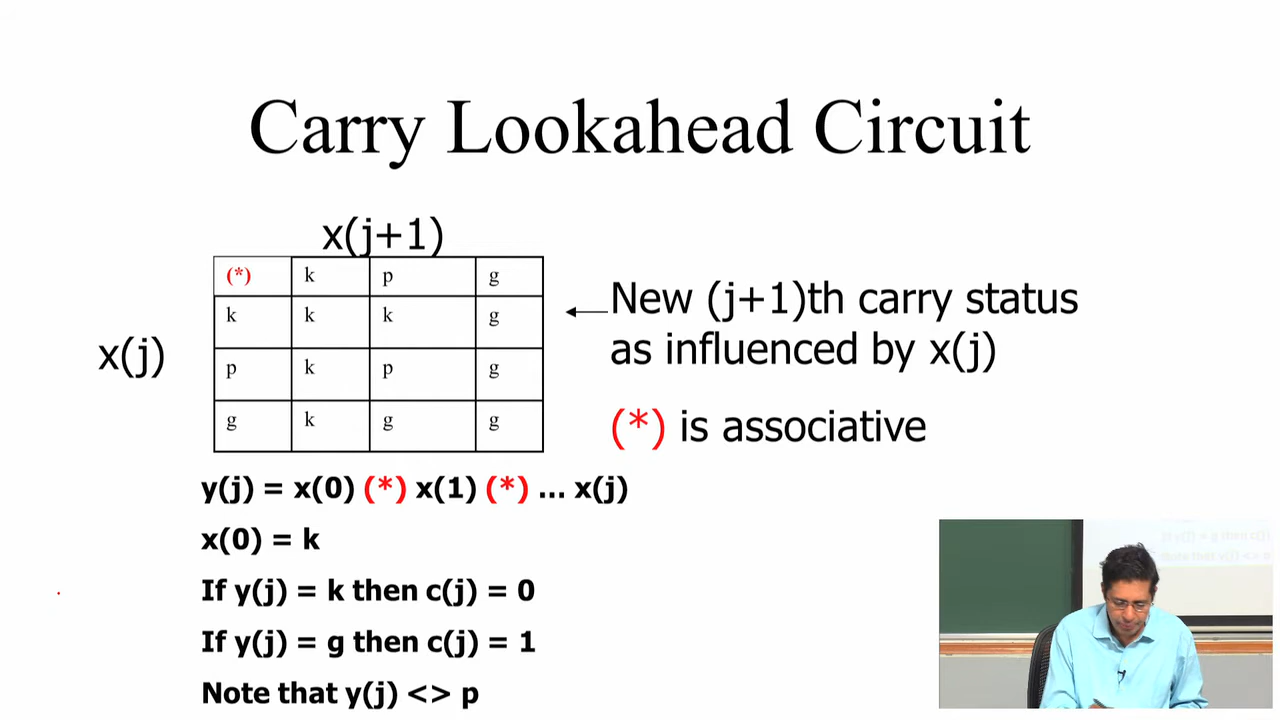 Carry Lookahead Circuit
x(j+1)
(*) k p g
k k k g
x(j)
p k p g
g k g g
New (j+1)th carry status
as influenced by x(j)
(*) is associative
y(j) = x(0) (*) x(1) (*) ... x(j)
x(0) = k
If y(j) = k then c(j) = 0
If y(j) = g then c(j) = 1
Note that y(j) <> p